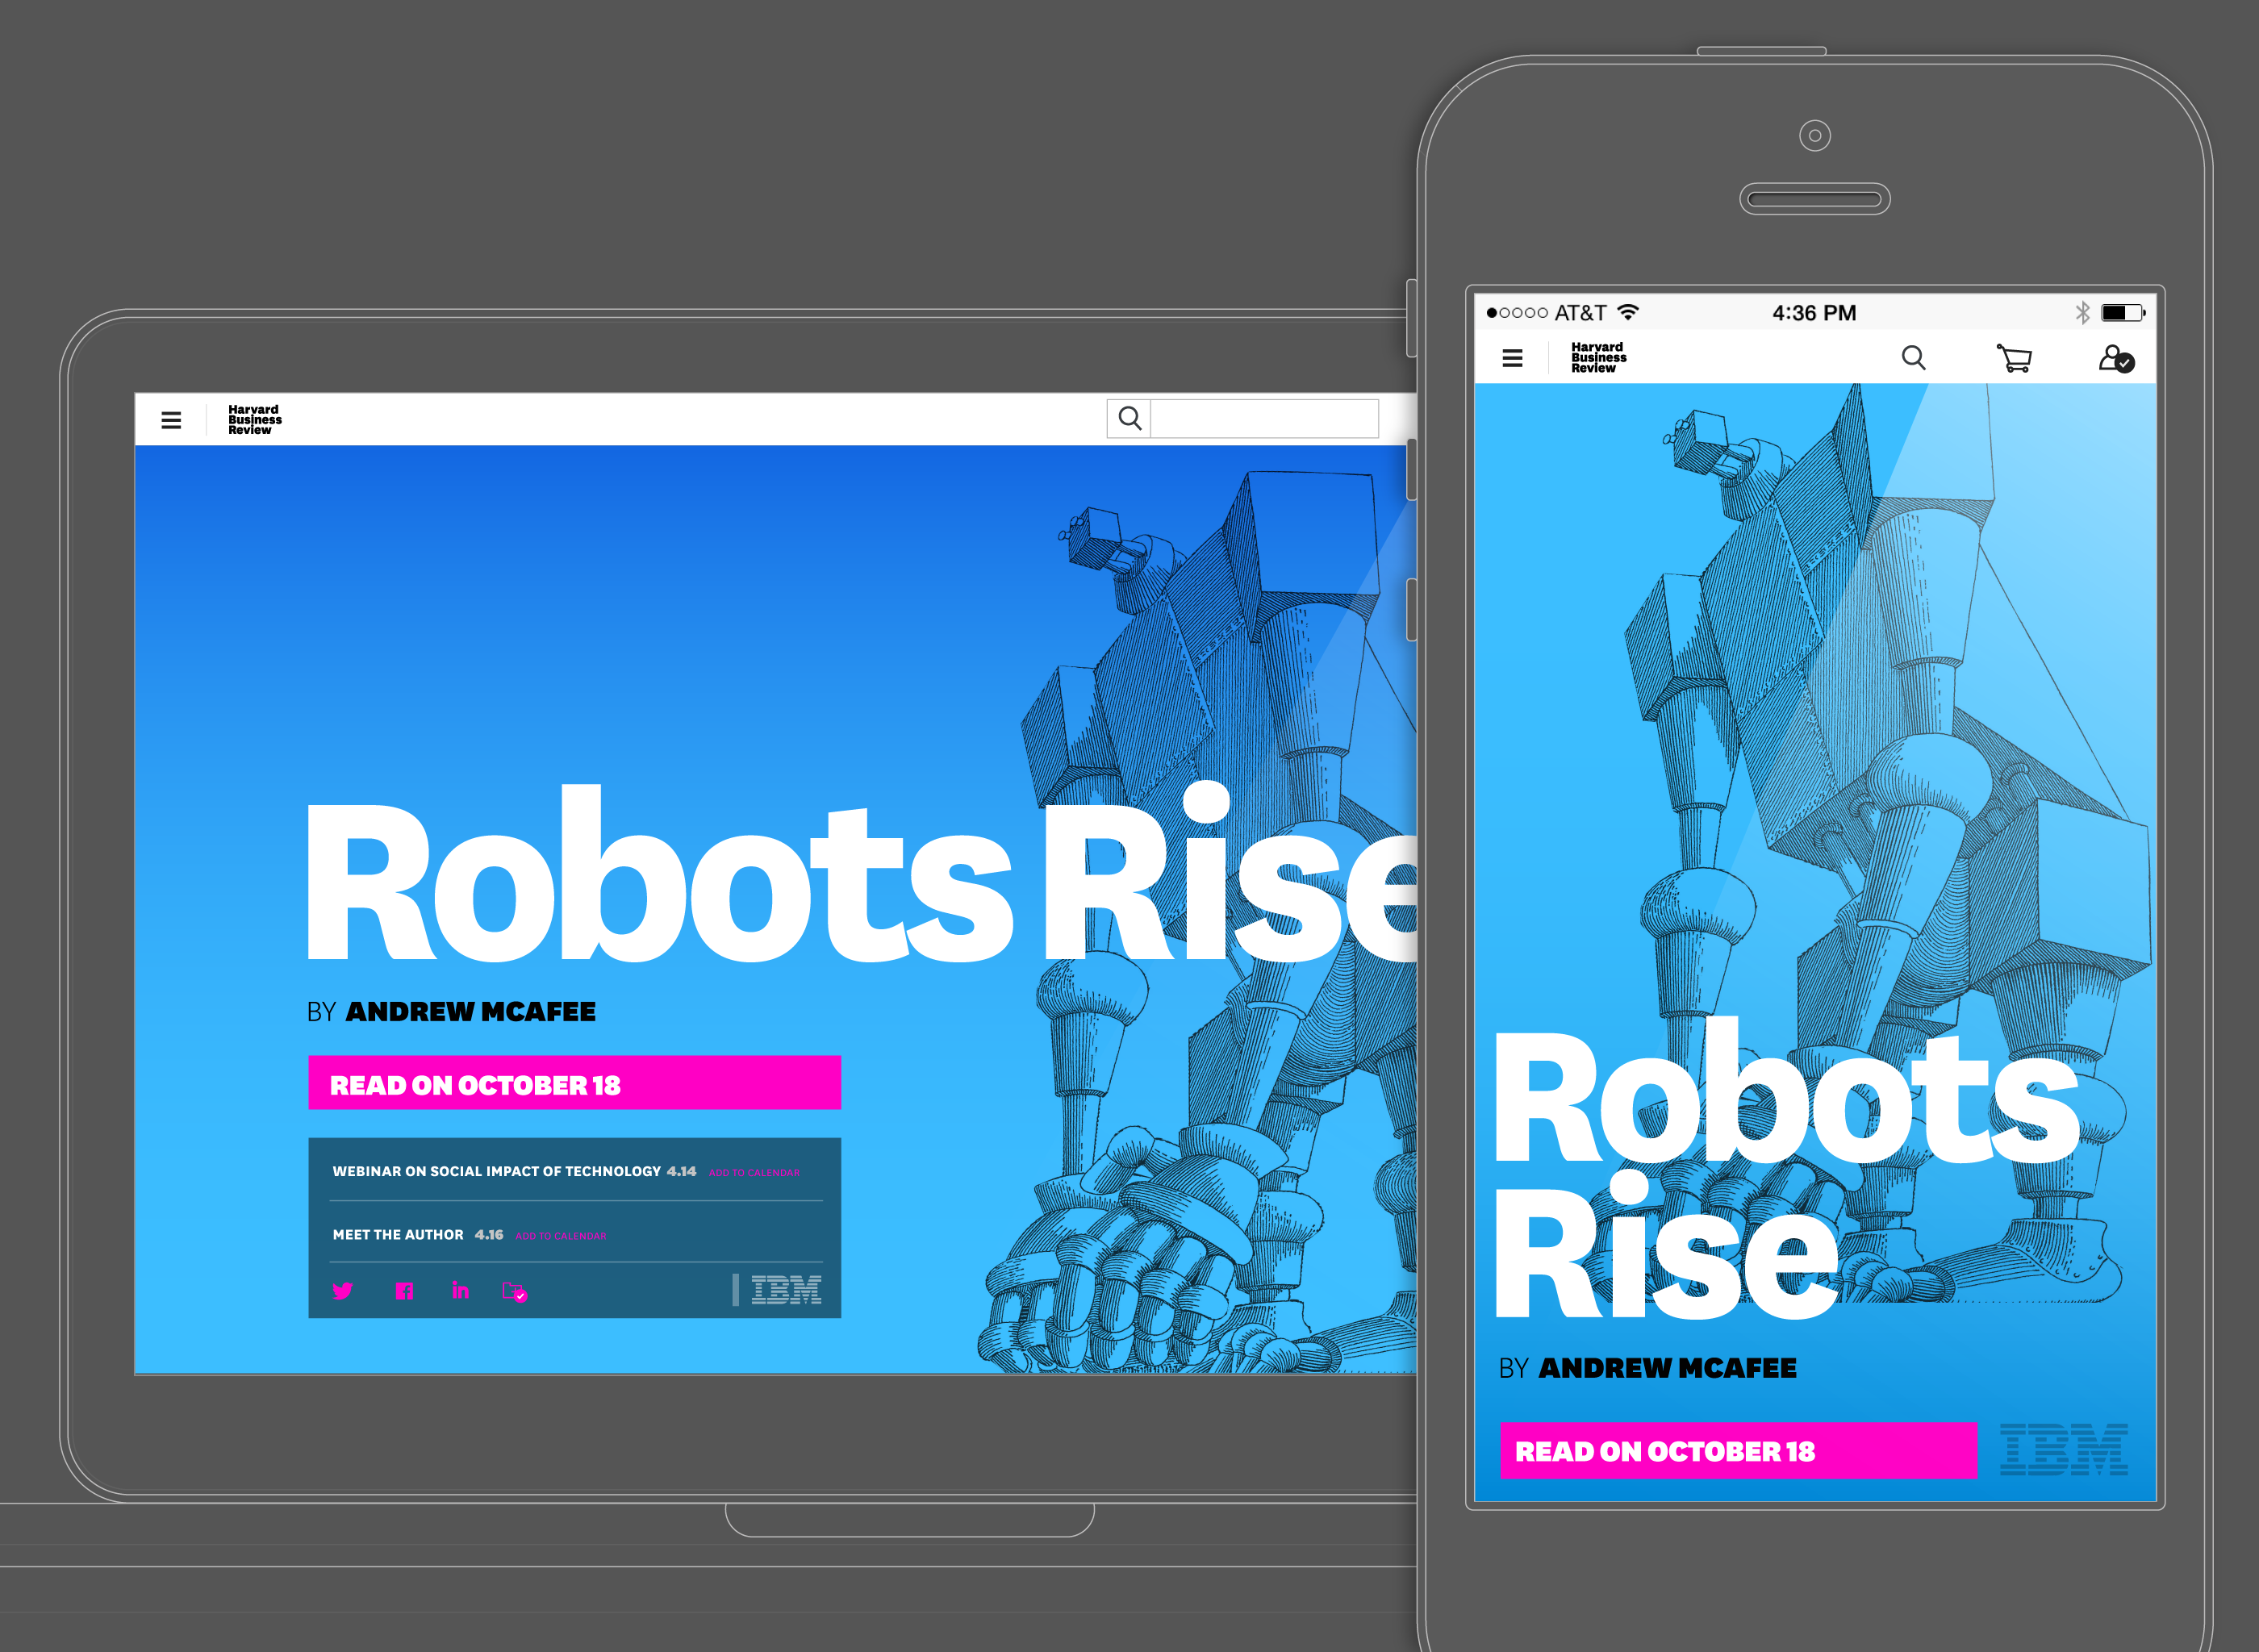 Harvard
Business
Review
Robots Rise
BY ANDREW MCAFEE
READ ON OCTOBER 18
WEBINAR ON SOCIAL IMPACT OF TECHNOLOGY 4.14 ADD TO CALENDAR
MEET THE AUTHOR 4.16 ADD TO CALENDAR
IBM
AT&T 4:36 PM
Harvard
Business
Review
Robots
Rise
BY ANDREW MCAFEE
READ ON OCTOBER 18
IBM